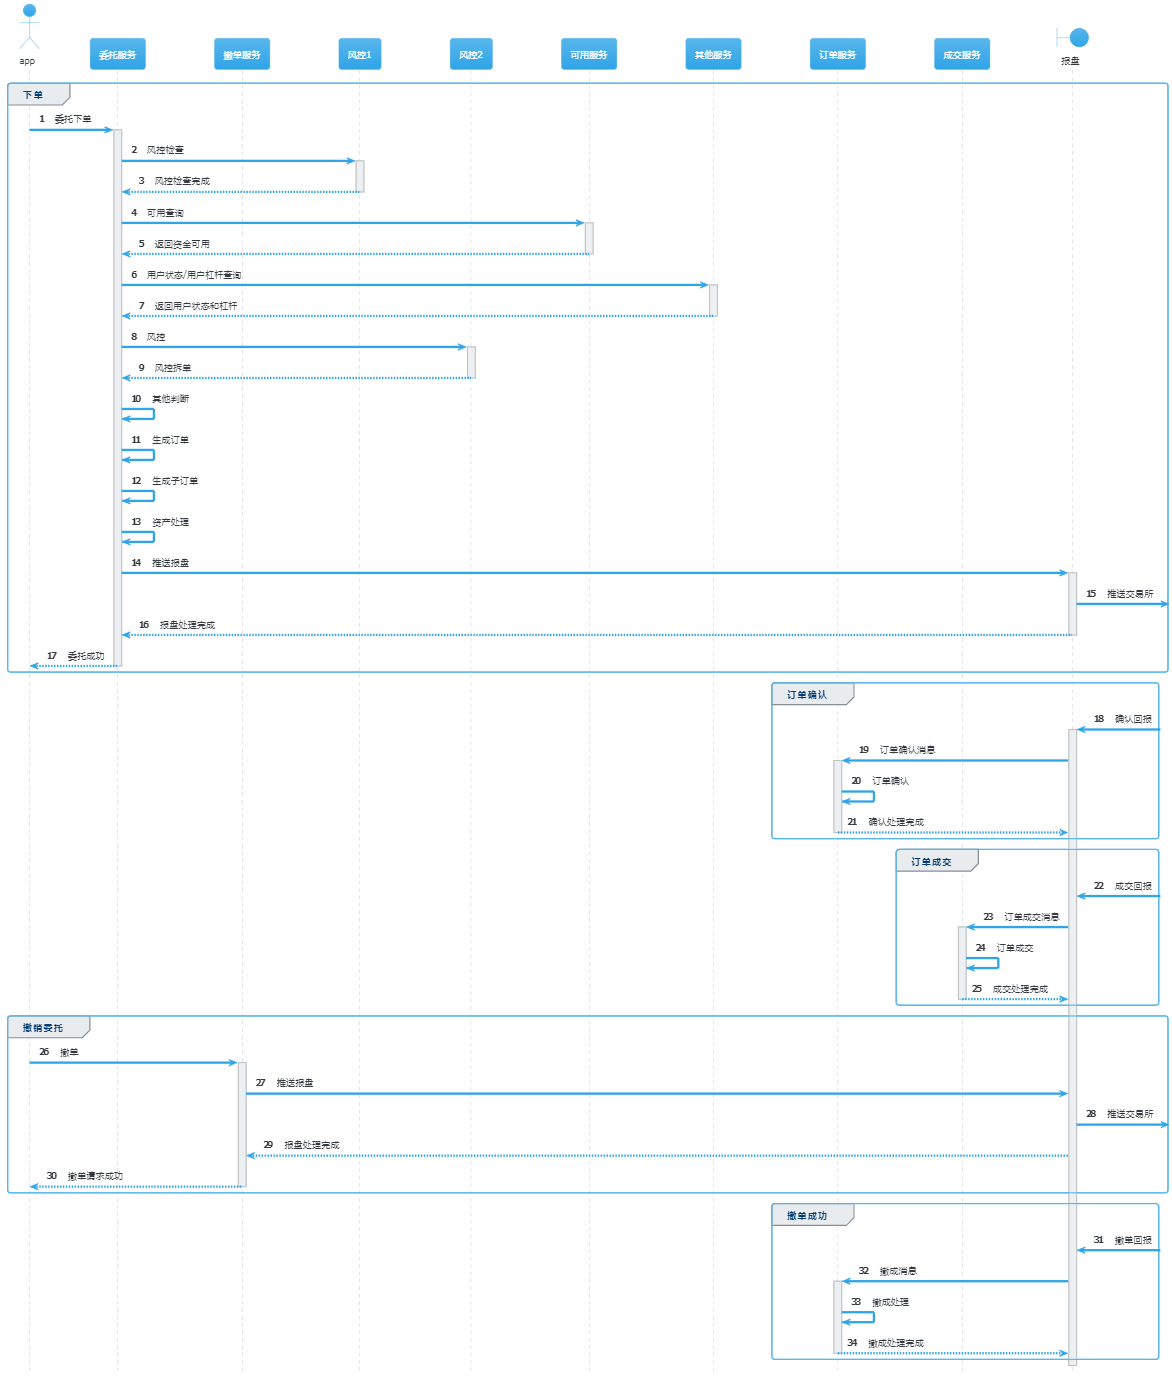 app
委托服务
撤单服务
风控1
风控2
可用服务
其他服务
订单服务
成交服务
报盘
下单
1 委托下单
2 风控检查
3 风控检查完成
4 可用查询
5 返回资金可用
6 用户状态/用户杠杆查询
7 返回用户状态和杠杆
8 风控
9 风控拆单
10 其他判断
11 生成订单
12 生成子订单
13 资产处理
14 推送报盘
15 推送交易所
16 报盘处理完成
17 委托成功
订单确认
18 确认回报
19 订单确认消息
20 订单确认
21 确认处理完成
订单成交
22 成交回报
23 订单成交消息
24 订单成交
25 成交处理完成
撤销委托
26 撤单
27 推送报盘
28 推送交易所
29 报盘处理完成
30 撤单请求成功
撤单成功
31 撤单回报
32 撤成消息
33 撤成处理
34 撤成处理完成